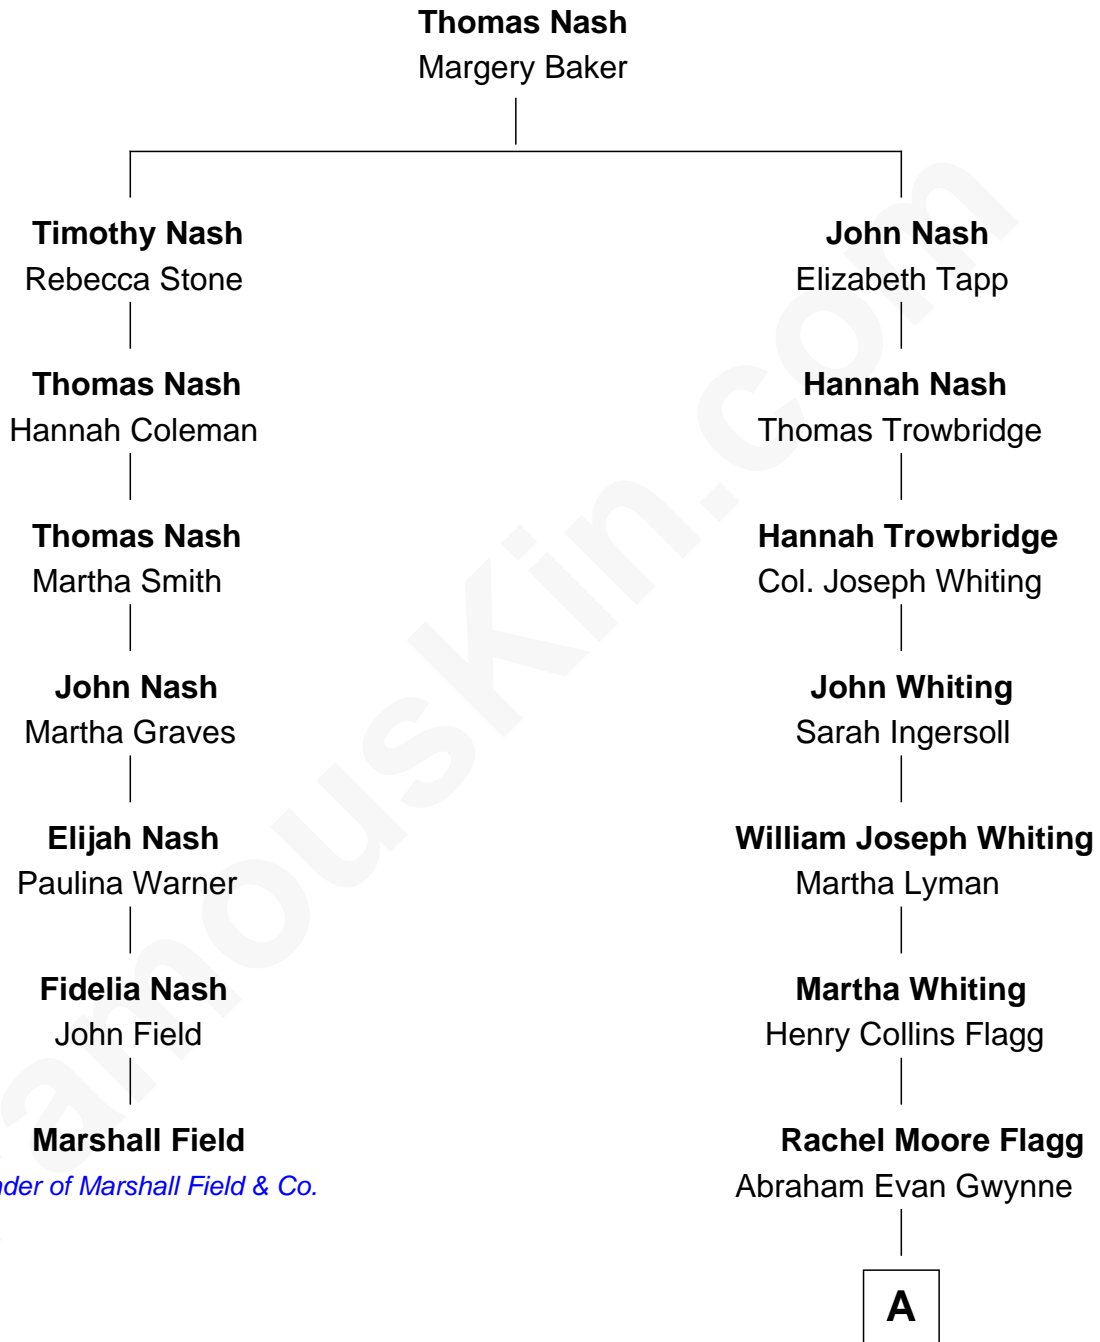 Thomas Nash
Margery Baker
Timothy Nash
Rebecca Stone
John Nash
Elizabeth Tapp
Thomas Nash
Hannah Coleman
Hannah Nash
Thomas Trowbridge
Thomas Nash
Martha Smith
Hannah Trowbridge
Col. Joseph Whiting
John Nash
Martha Graves
John Whiting
Sarah Ingersoll
Elijah Nash
Paulina Warner
William Joseph Whiting
Martha Lyman
Fidelia Nash
John Field
Martha Whiting
Henry Collins Flagg
Marshall Field
nder of Marshall Field & Co.
Rachel Moore Flagg
Abraham Evan Gwynne
A
amousKin.com